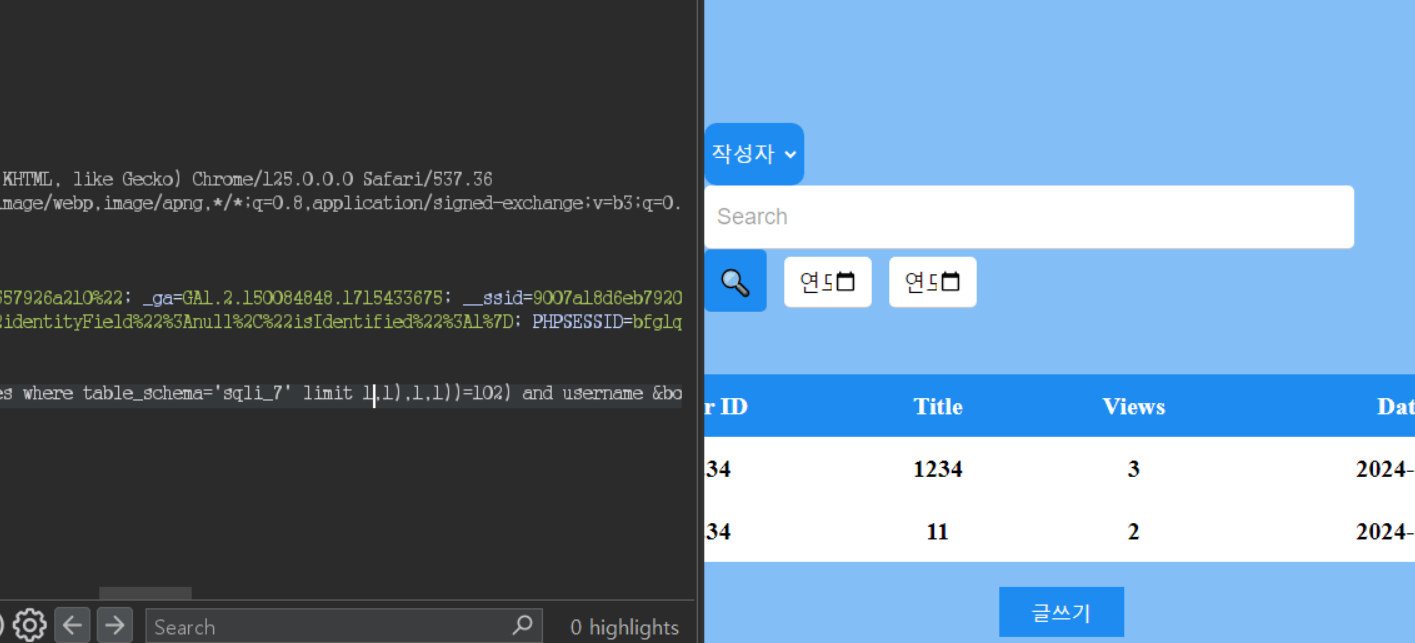 KHTML, like Gecko) Chrome/125.0.0.0 Safari/537.36
image/webp,image/apng,*/*;q=0.8,application/signed-exchange;v=b3;q=0.
557926a210%22; _ga=GA1.2.150084848.1715433675; __ssid=9007a18d6eb7920
identityField%22%3Anull%2C%22isIdentified%22%3A1%7D; PHPSESSID=bfglq
es where table_schema='sqli_7' limit 1,1),1,1))=102) and username &bo
Search
0 highlights
작성자
Search
연도
연도
r ID Title Views Dat
34 1234 3 2024-
34 11 2 2024-
글쓰기